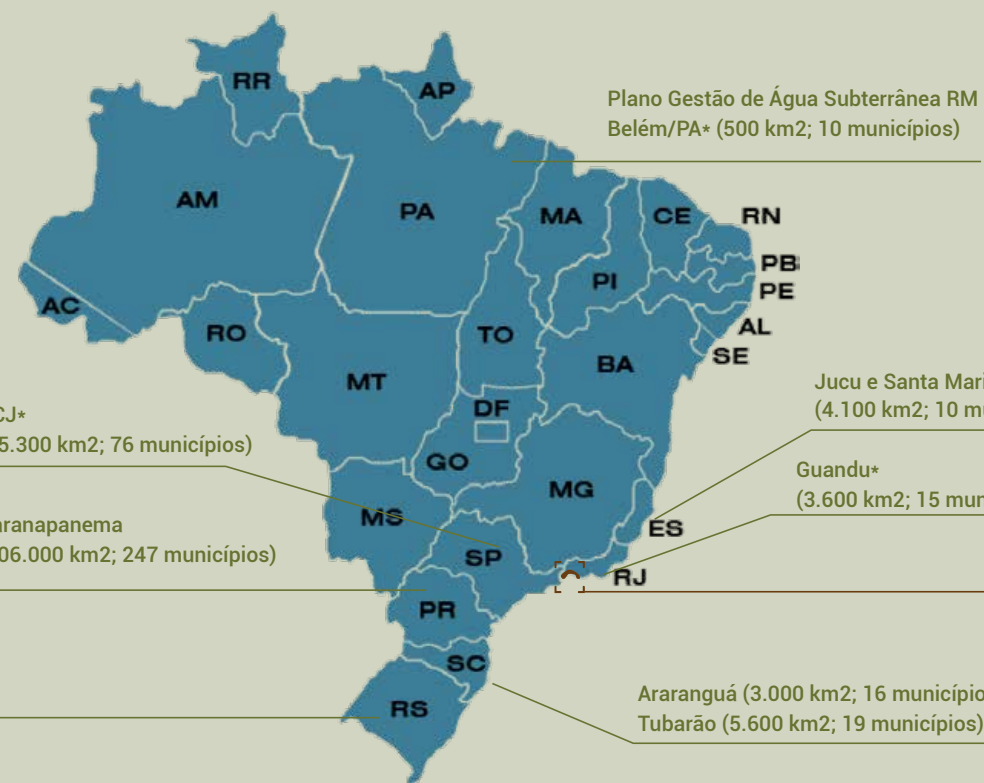 RR
AP
Plano Gestão de Água Subterrânea RM
Belém/PA* (500 km2; 10 municípios)
AM
PA
MA
CE
RN
PI
PB
PE
AC
RO
TO
AL
SE
BA
MT
DF
Jucu e Santa Mari
(4.100 km2; 10 mu
CJ*
5.300 km2; 76 municípios)
GO
Guandu*
(3.600 km2; 15 mun
MG
MS
ES
aranapanema
06.000 km2; 247 municípios)
SP
RJ
PR
SC
Araranguá (3.000 km2; 16 município
Tubarão (5.600 km2; 19 municípios)
RS